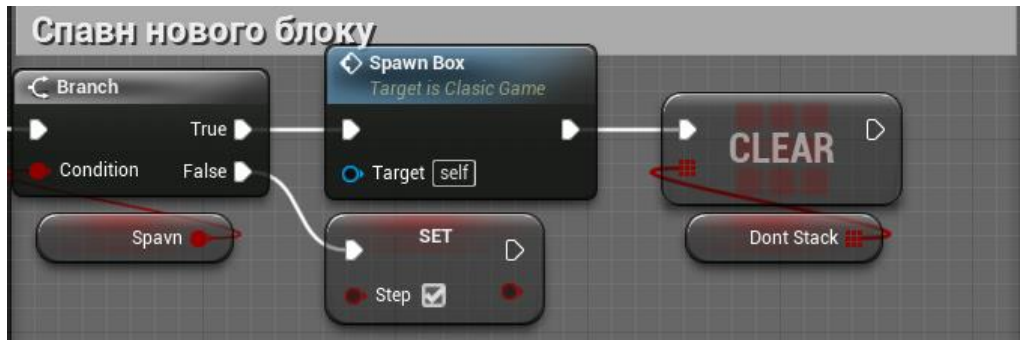 Спавн нового блоку
Branch
True
Condition
False
Spavn
Spawn Box
Target is Clasic Game
Target self
SET
Step
CLEAR
Dont Stack